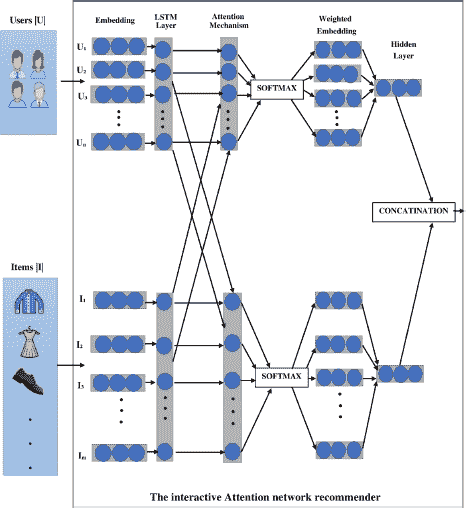 Users |U|
Embedding
LSTM
Layer
Attention
Mechanism
Weighted
Embedding
Hidden
Layer
U₁
U₂
U₃
Uₙ
SOFTMAX
CONCATINATION
Items |I|
I₁
I₂
I₃
Iₘ
SOFTMAX
The interactive Attention network recommender